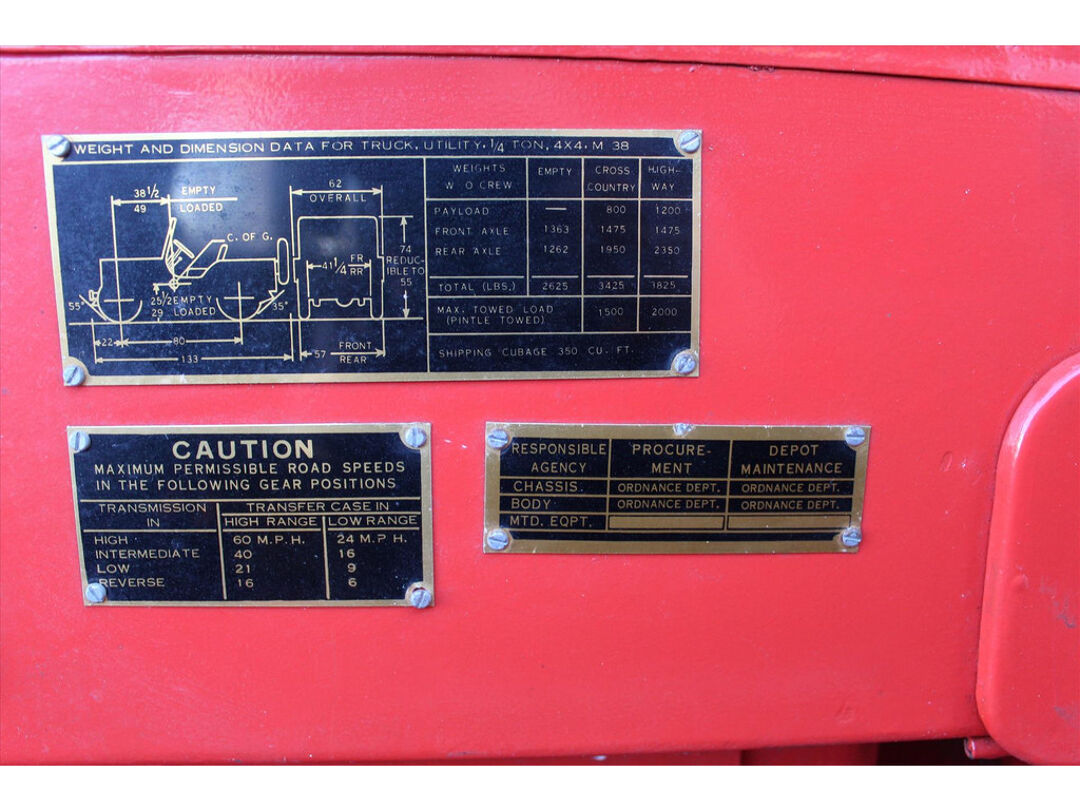 WEIGHT AND DIMENSION DATA FOR TRUCK, UTILITY, 1/4 TON, 4X4, M 38
WEIGHTS W O CREW EMPTY CROSS COUNTRY HIGH-WAY
PAYLOAD — 800 1200
FRONT AXLE 1363 1475 1475
REAR AXLE 1262 1950 2350
TOTAL (LBS.) 2625 3425 3825
MAX. TOWED LOAD (PINTLE TOWED) 1500 2000
SHIPPING CUBAGE 350 CU. FT.
38 1/2 EMPTY
49 LOADED
C. OF G.
55°
25 1/2 EMPTY
29 LOADED
35°
22 80
133
62
OVERALL
41 1/4 FR RR
74
REDUC-
IBLE TO
55
57 FRONT
REAR
CAUTION
MAXIMUM PERMISSIBLE ROAD SPEEDS
IN THE FOLLOWING GEAR POSITIONS
TRANSMISSION IN TRANSFER CASE IN
HIGH RANGE LOW RANGE
HIGH 60 M.P.H. 24 M.P.H.
INTERMEDIATE 40 16
LOW 21 9
REVERSE 16 6
RESPONSIBLE AGENCY PROCURE-MENT DEPOT MAINTENANCE
CHASSIS. ORDNANCE DEPT. ORDNANCE DEPT.
BODY ORDNANCE DEPT. ORDNANCE DEPT.
MTD. EQPT.